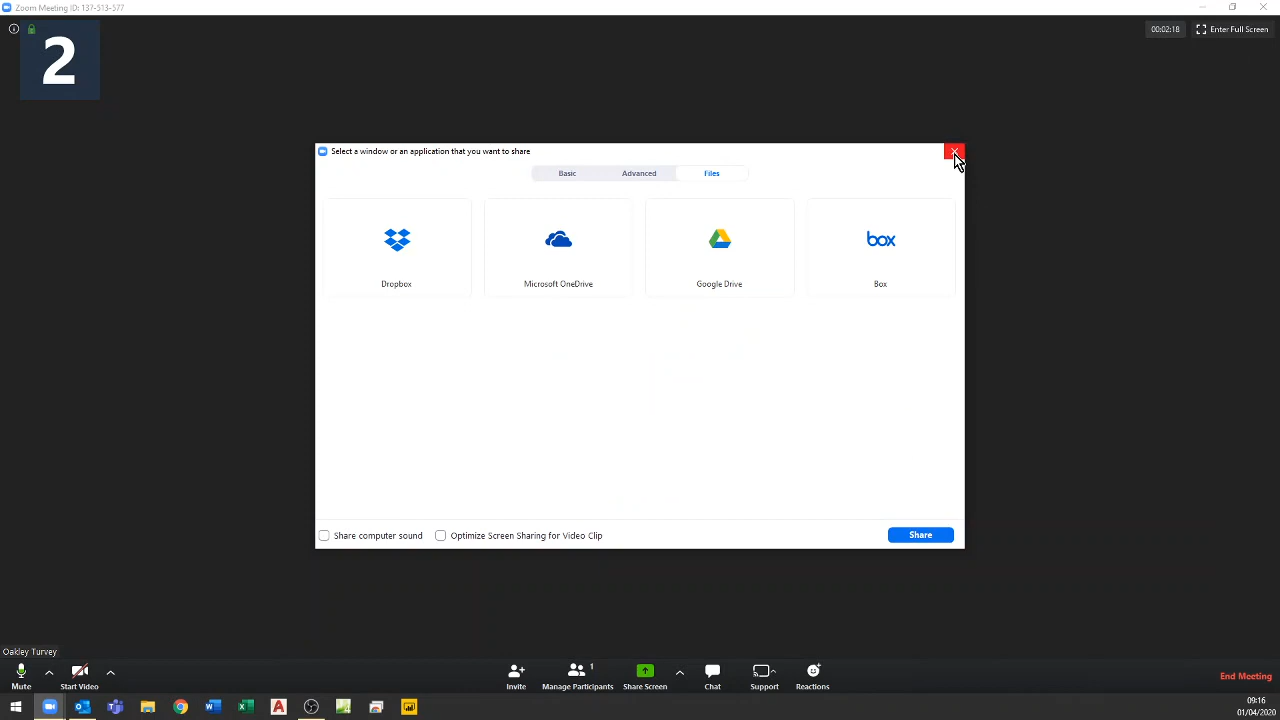 Zoom Meeting ID: 137-513-577
2
00:02:18
Enter Full Screen
Select a window or an application that you want to share
Basic
Advanced
Files
box
Dropbox
Microsoft OneDrive
Google Drive
Box
Share computer sound
Optimize Screen Sharing for Video Clip
Share
Oakley Turvey
1
Mute
Start Video
Invite
Manage Participants
Share Screen
Chat
Support
Reactions
End Meeting
09:16
01/04/2020